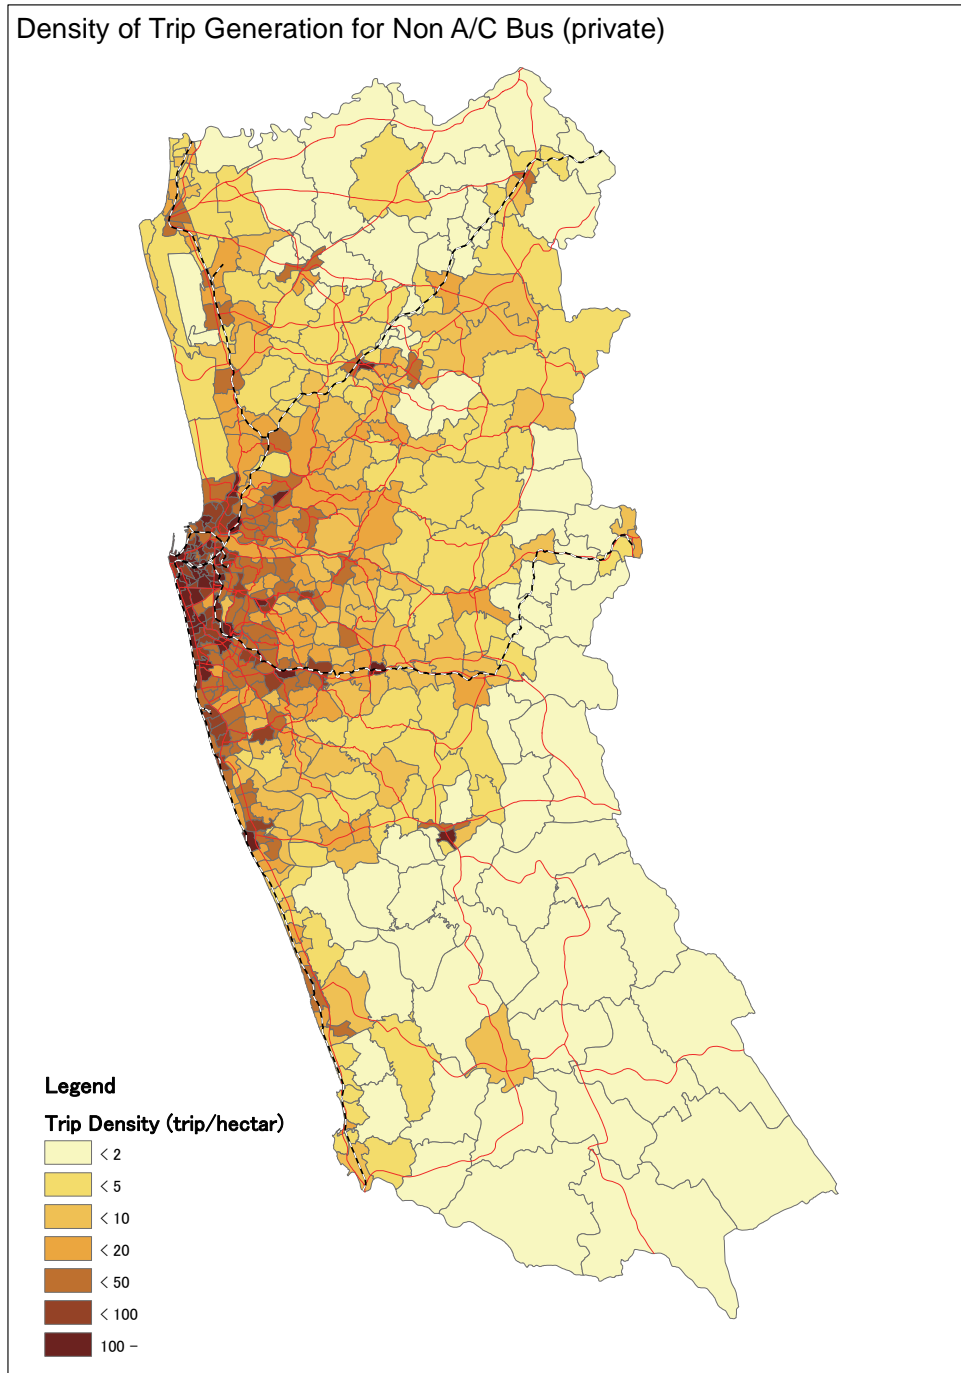 Density of Trip Generation for Non A/C Bus (private)
Legend
Trip Density (trip/hectar)
< 2
< 5
< 10
< 20
< 50
< 100
100 -